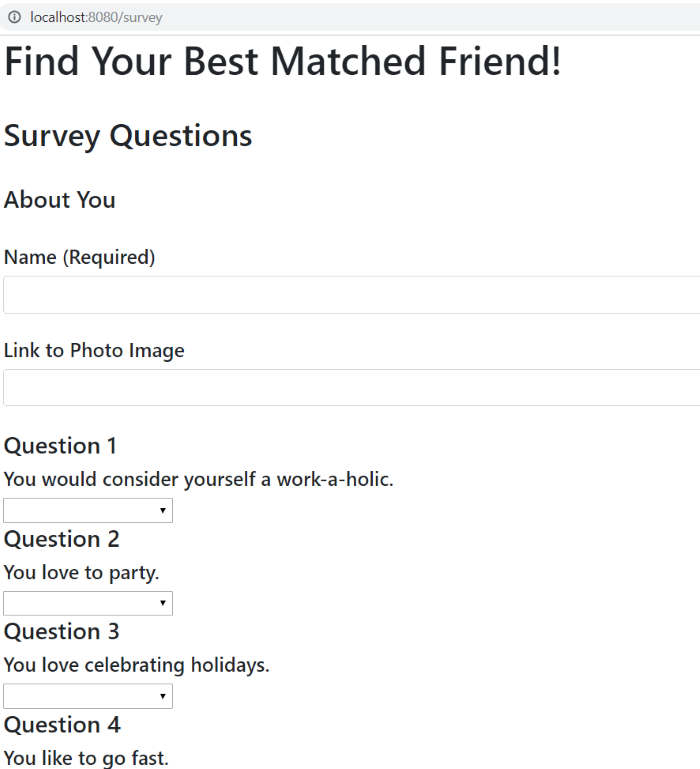 localhost:8080/survey
Find Your Best Matched Friend!
Survey Questions
About You
Name (Required)
Link to Photo Image
Question 1
You would consider yourself a work-a-holic.
Question 2
You love to party.
Question 3
You love celebrating holidays.
Question 4
You like to go fast.